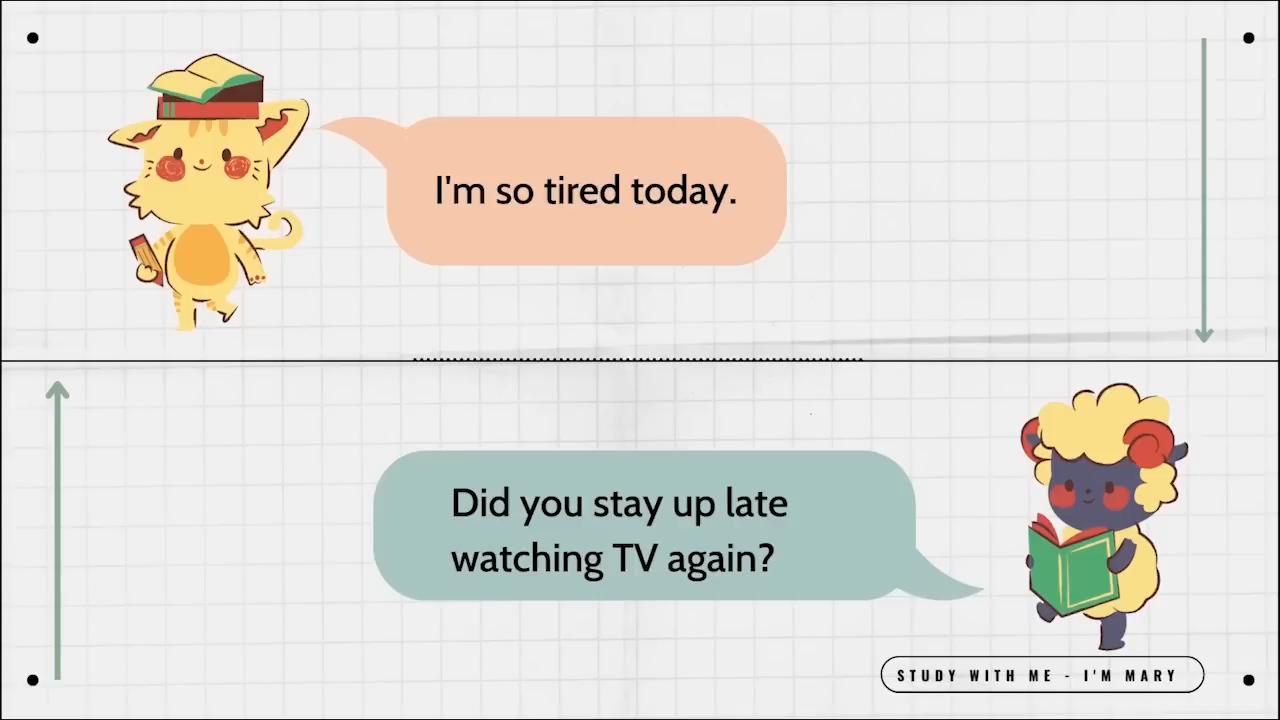 I'm so tired today.
Did you stay up late
watching TV again?
STUDY WITH ME - I'M MARY